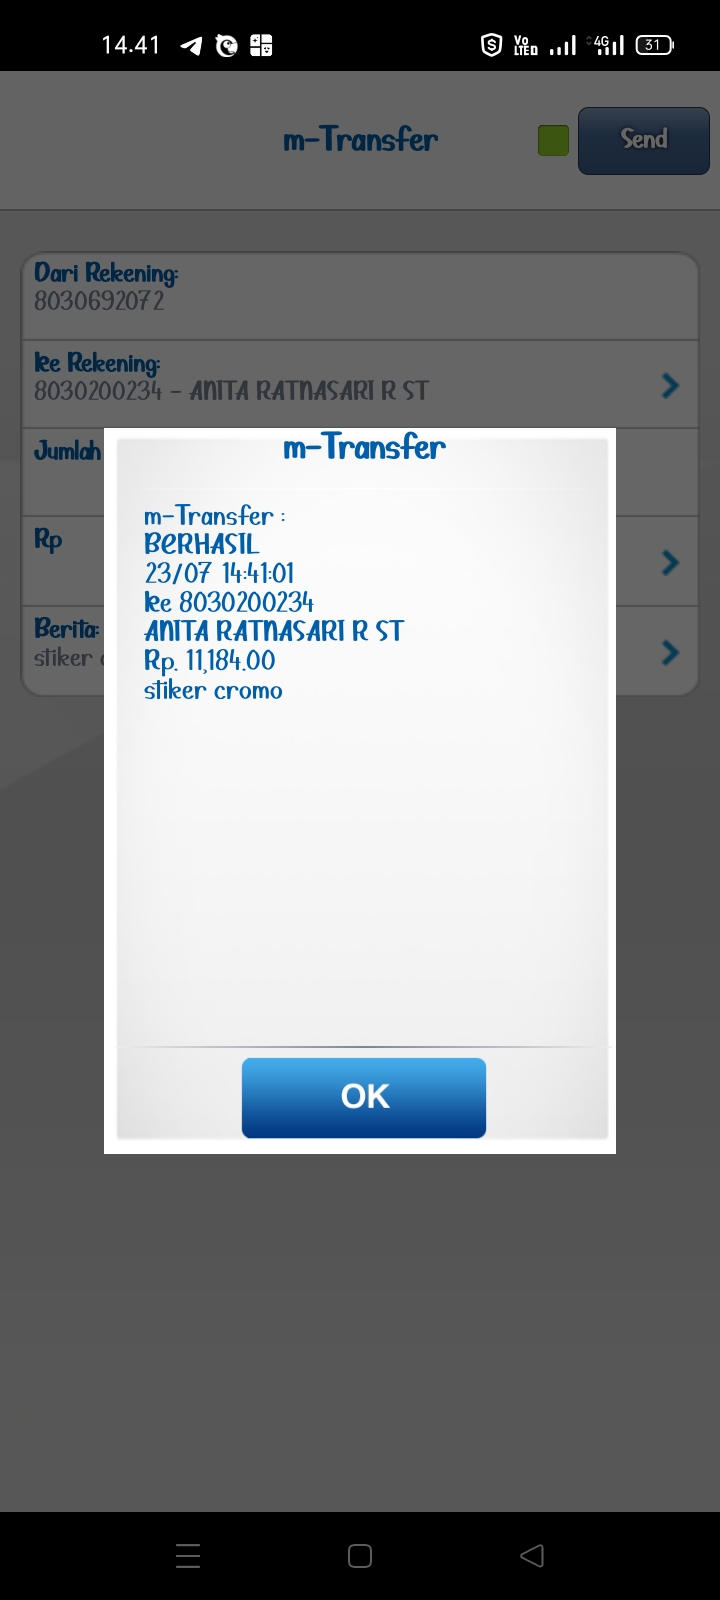 14.41
Vo LTED
4G
31
m-Transfer
Send
Dari Rekening:
8030692072
Ke Rekening:
8030200234 - ANITA RATNASARI R ST
Jumlah
Rp
Berita:
stiker
m-Transfer
m-Transfer :
BERHASIL
23/07 14:41:01
ke 8030200234
ANITA RATNASARI R ST
Rp. 11,184.00
stiker cromo
OK